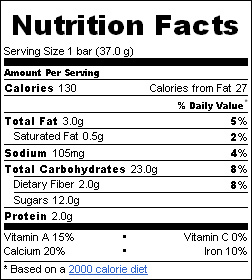 Nutrition Facts
Serving Size 1 bar (37.0 g)
Amount Per Serving
Calories 130 Calories from Fat 27
% Daily Value*
Total Fat 3.0g 5%
Saturated Fat 0.5g 2%
Sodium 105mg 4%
Total Carbohydrates 23.0g 8%
Dietary Fiber 2.0g 8%
Sugars 12.0g
Protein 2.0g
Vitamin A 15% • Vitamin C 0%
Calcium 20% • Iron 10%
* Based on a 2000 calorie diet